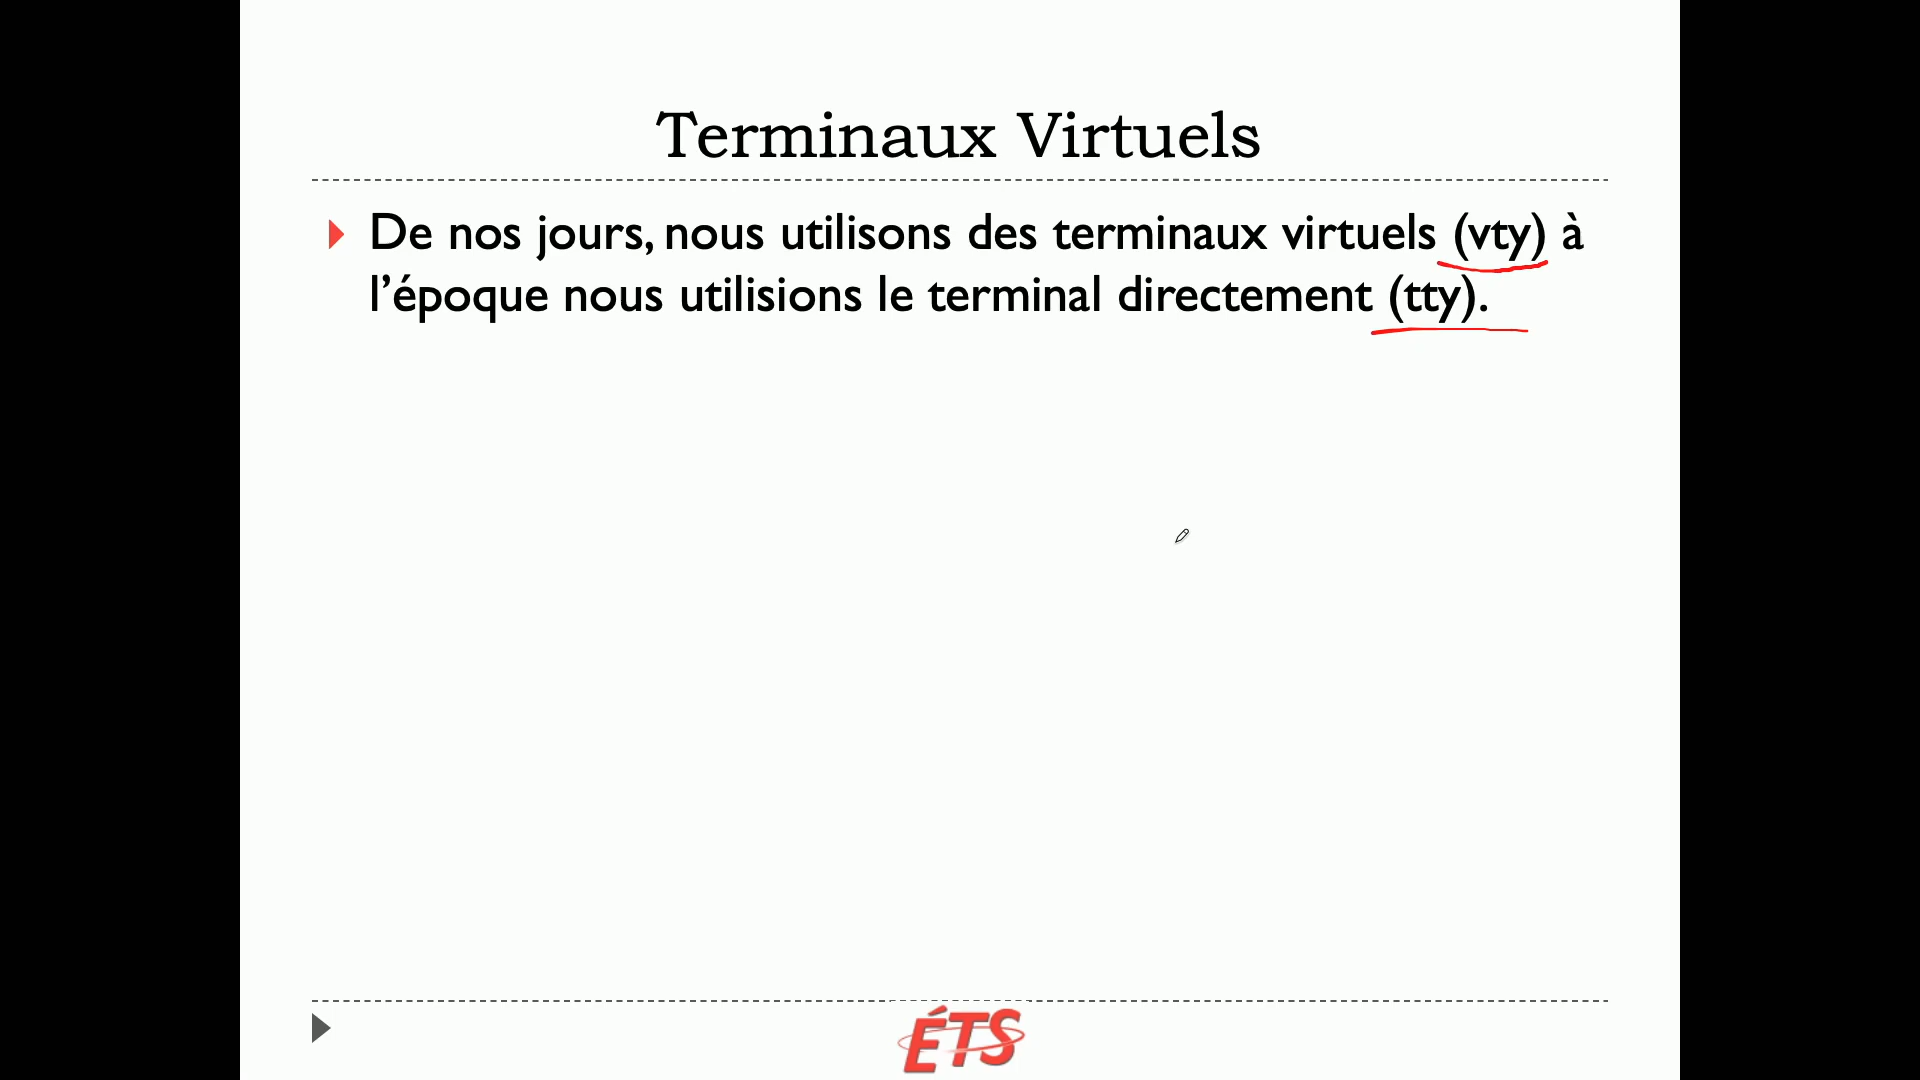 Terminaux Virtuels
De nos jours, nous utilisons des terminaux virtuels (vty) à
l’époque nous utilisions le terminal directement (tty).
ÉTS